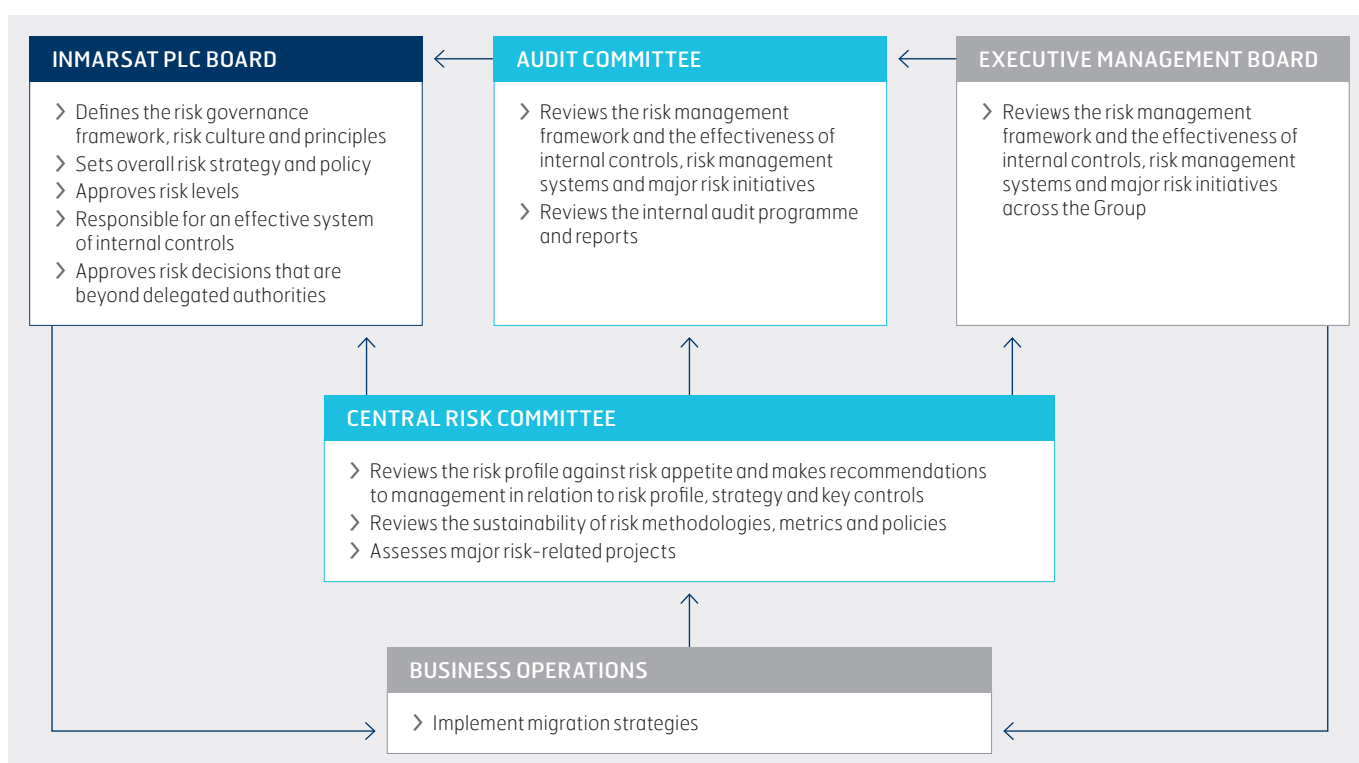 INMARSAT PLC BOARD
> Defines the risk governance
framework, risk culture and principles
> Sets overall risk strategy and policy
> Approves risk levels
> Responsible for an effective system
of internal controls
> Approves risk decisions that are
beyond delegated authorities
AUDIT COMMITTEE
> Reviews the risk management
framework and the effectiveness of
internal controls, risk management
systems and major risk initiatives
> Reviews the internal audit programme
and reports
EXECUTIVE MANAGEMENT BOARD
> Reviews the risk management
framework and the effectiveness of
internal controls, risk management
systems and major risk initiatives
across the Group
CENTRAL RISK COMMITTEE
> Reviews the risk profile against risk appetite and makes recommendations
to management in relation to risk profile, strategy and key controls
> Reviews the sustainability of risk methodologies, metrics and policies
> Assesses major risk-related projects
BUSINESS OPERATIONS
> Implement migration strategies